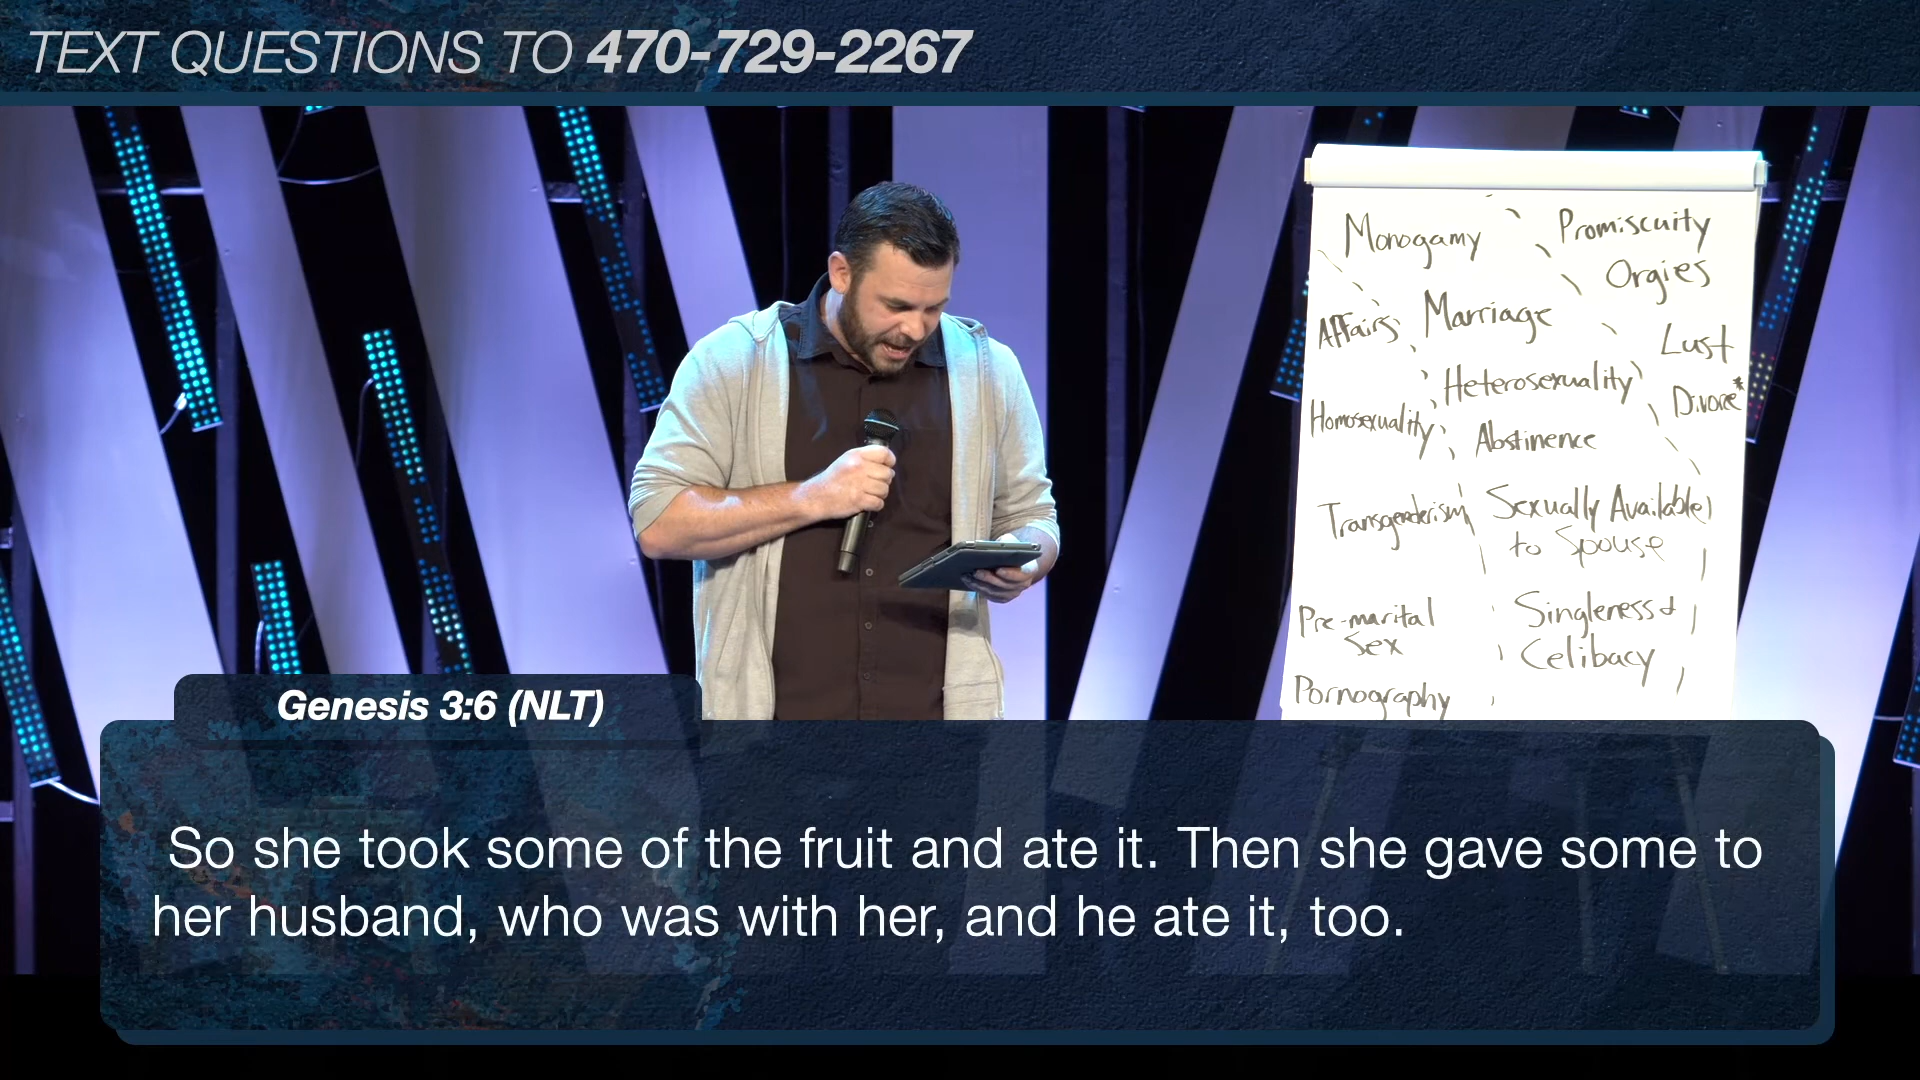 TEXT QUESTIONS TO 470-729-2267
Monogamy
Promiscuity
Orgies
Affairs
Marriage
Lust
Heterosexuality
Divorce*
Homosexuality
Abstinence
Transgenderism
Sexually Available
to Spouse
Pre-marital
Sex
Singleness &
Celibacy
Pornography
Genesis 3:6 (NLT)
So she took some of the fruit and ate it. Then she gave some to
her husband, who was with her, and he ate it, too.